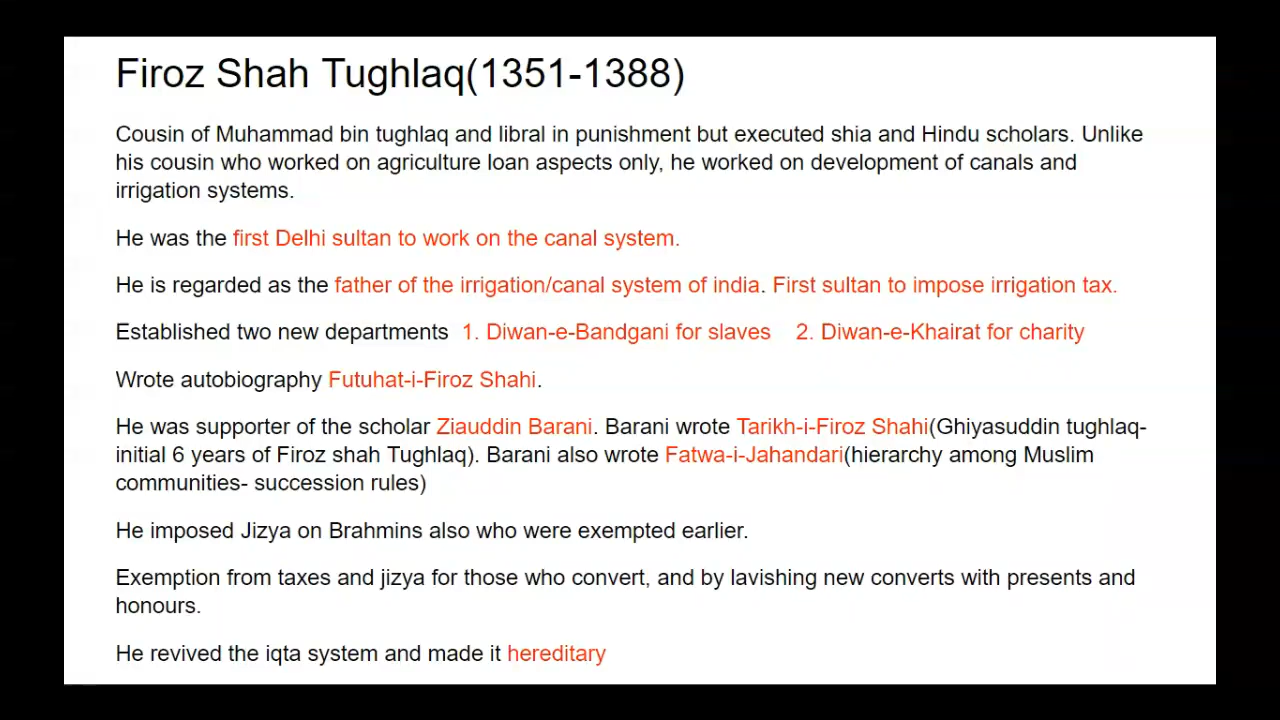 Firoz Shah Tughlaq(1351-1388)
Cousin of Muhammad bin tughlaq and libral in punishment but executed shia and Hindu scholars. Unlike
his cousin who worked on agriculture loan aspects only, he worked on development of canals and
irrigation systems.
He was the first Delhi sultan to work on the canal system.
He is regarded as the father of the irrigation/canal system of india. First sultan to impose irrigation tax.
Established two new departments 1. Diwan-e-Bandgani for slaves 2. Diwan-e-Khairat for charity
Wrote autobiography Futuhat-i-Firoz Shahi.
He was supporter of the scholar Ziauddin Barani. Barani wrote Tarikh-i-Firoz Shahi(Ghiyasuddin tughlaq-
initial 6 years of Firoz shah Tughlaq). Barani also wrote Fatwa-i-Jahandari(hierarchy among Muslim
communities- succession rules)
He imposed Jizya on Brahmins also who were exempted earlier.
Exemption from taxes and jizya for those who convert, and by lavishing new converts with presents and
honours.
He revived the iqta system and made it hereditary